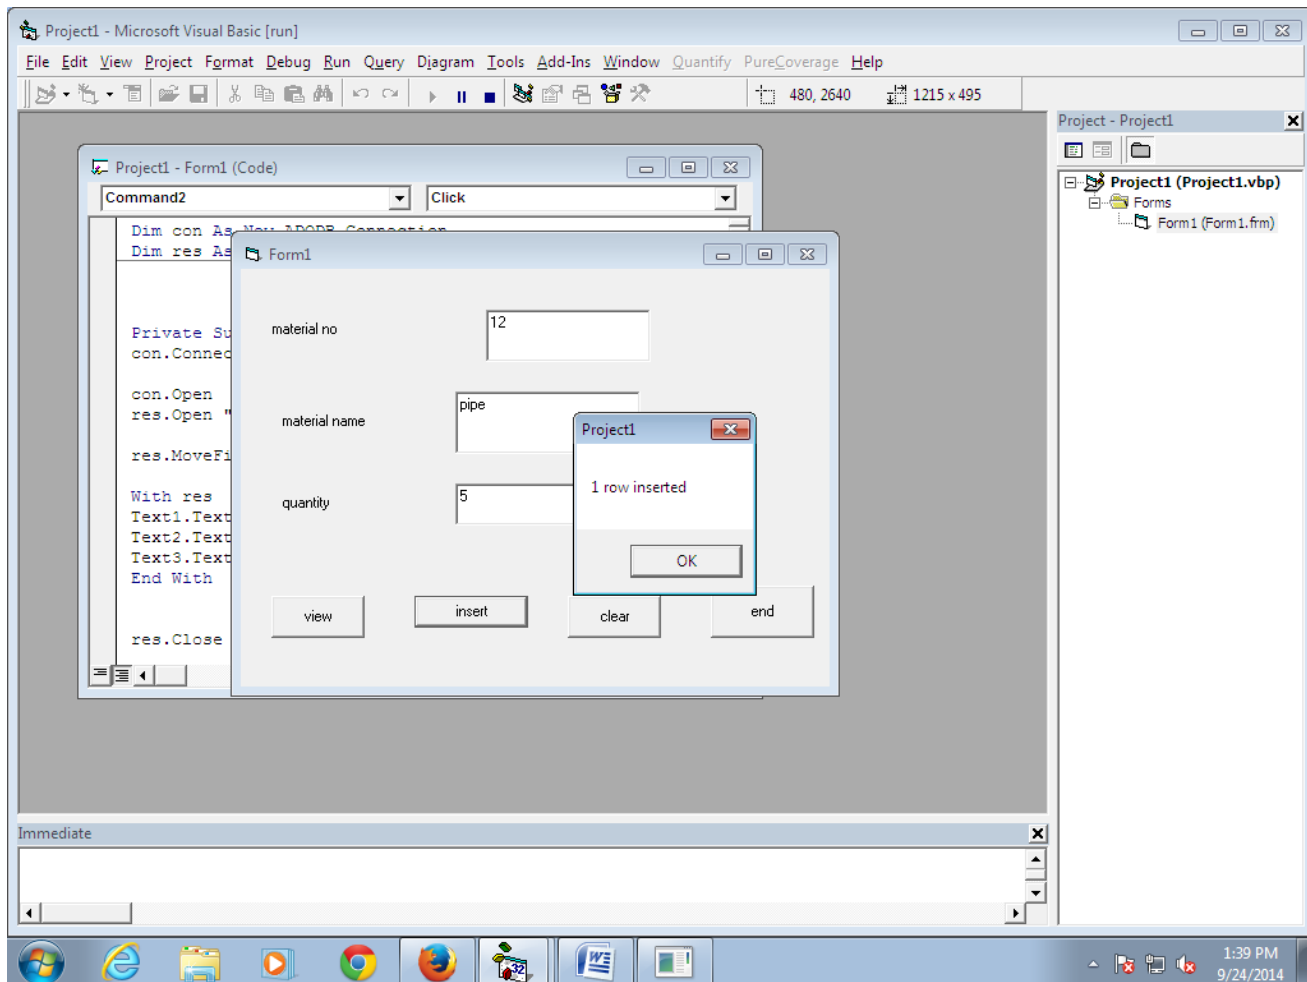 Project1 - Microsoft Visual Basic [run]
File Edit View Project Format Debug Run Query Diagram Tools Add-Ins Window Quantify PureCoverage Help
480, 2640 1215 x 495
Project - Project1
Project1 (Project1.vbp)
Forms
Form1 (Form1.frm)
Project1 - Form1 (Code)
Command2 Click
Dim con As New ADODB.Connection
Dim res As
Private Su
con.Connec
con.Open
res.Open "
res.MoveFi
With res
Text1.Text
Text2.Text
Text3.Text
End With
res.Close
Form1
material no 12
material name pipe
quantity 5
view insert clear end
Project1
1 row inserted
OK
Immediate
32
W
1:39 PM
9/24/2014